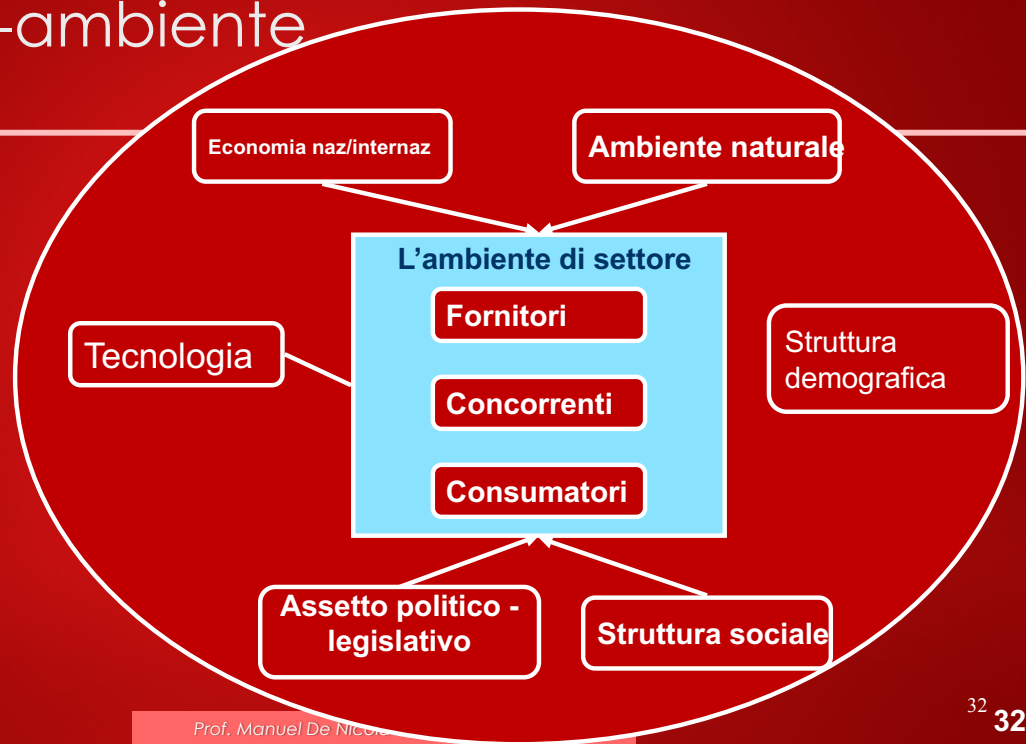 -ambiente
Economia naz/internaz
Ambiente naturale
L'ambiente di settore
Fornitori
Tecnologia
Struttura
demografica
Concorrenti
Consumatori
Assetto politico -
legislativo
Struttura sociale
Prof. Manuel De
32
32